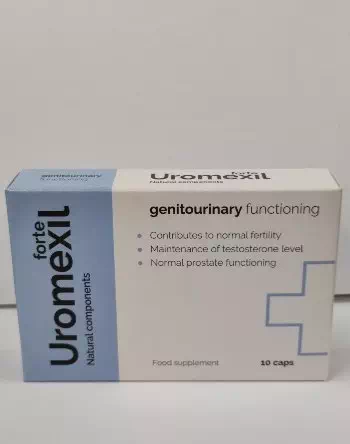 genitourinary
functioning
forte
Uromexil
Natural components
Uromexil
forte
Natural components
genitourinary functioning
Contributes to normal fertility
Maintenance of testosterone level
Normal prostate functioning
Food supplement
10 caps